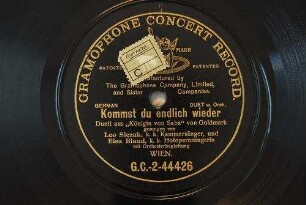 GRAMOPHONE CONCERT RECORD
MARK
PATENTED
PATENTED
Manufactured by
The Gramophone Company, Limited,
and Sister Companies.
GERMAN DUET w. Orch.
Kommst du endlich wieder
Duett aus „Königin von Saba“ von Goldmark
gesungen von
Leo Slezak, k. k. Kammersänger, und
Elsa Bland, k. k. Hofopernsängerin
mit Orchesterbegleitung
WIEN.
G.C.-2-44426